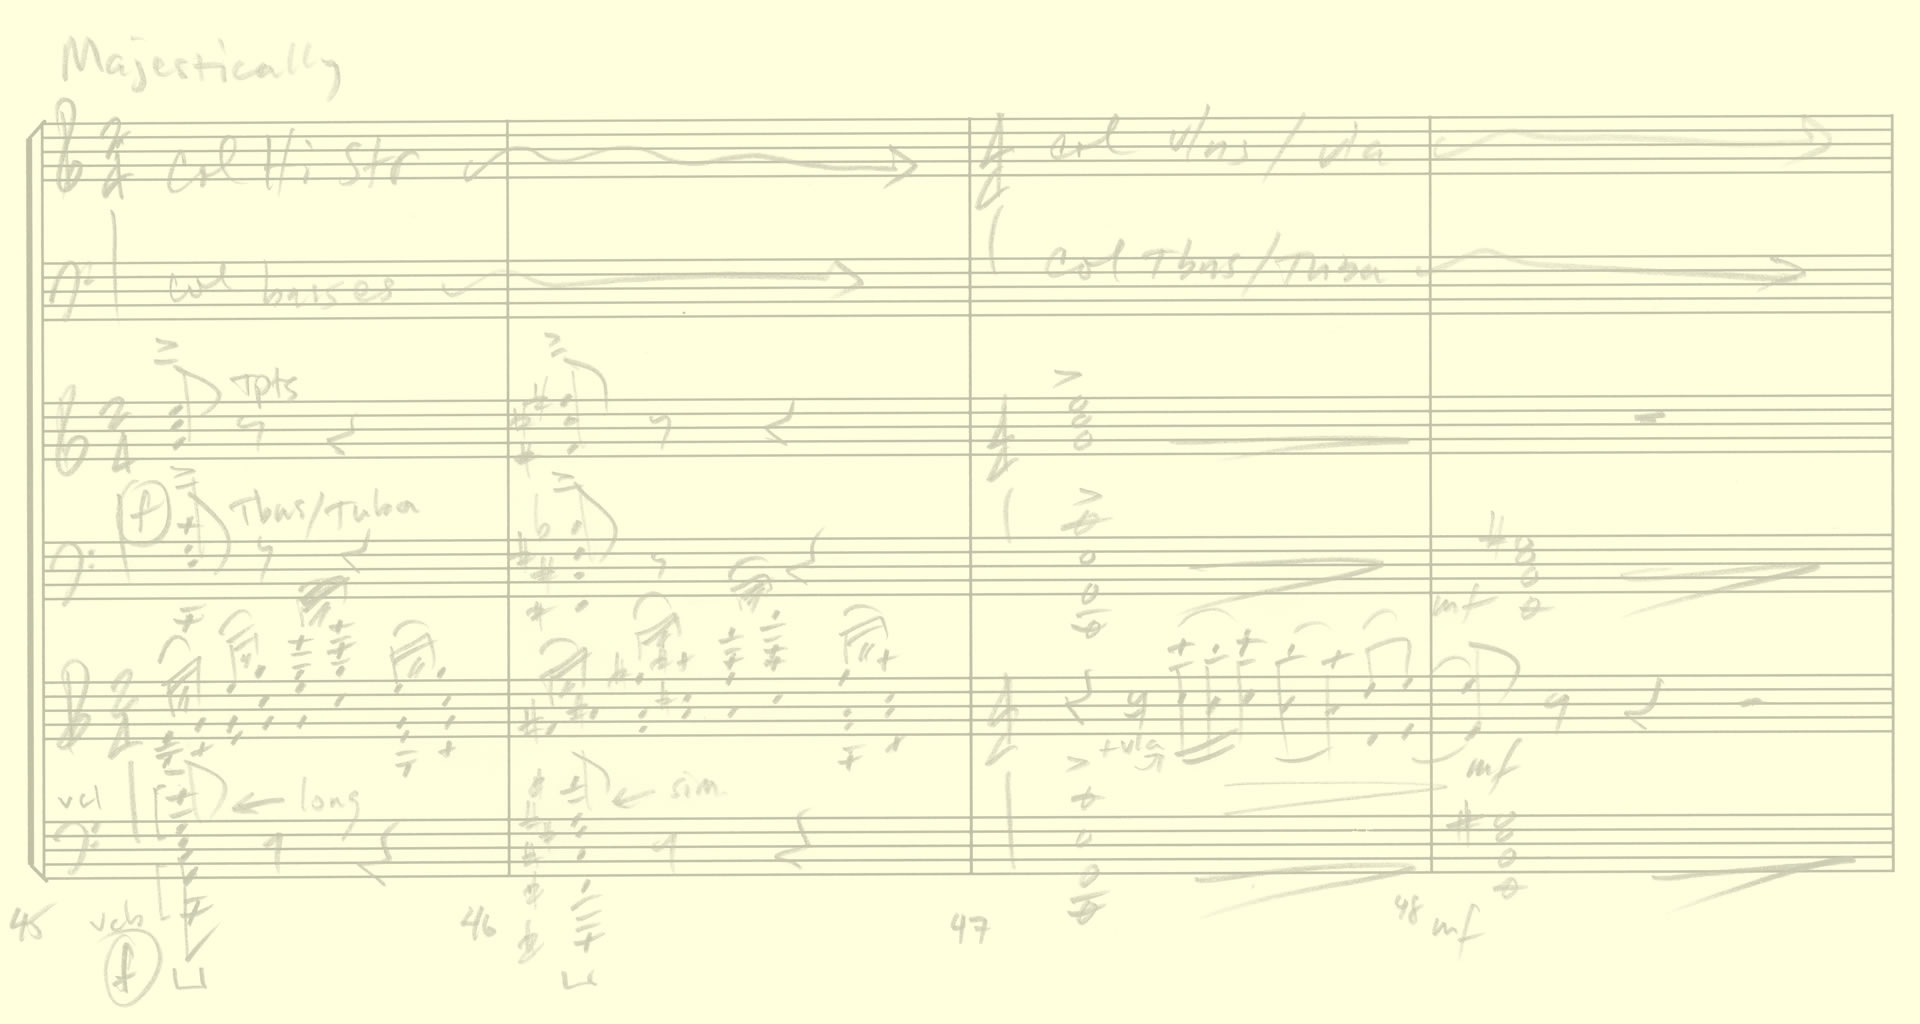 Majestically
col Hi Str
col basses
col vlns / vla
col Tbns/Tuba
Tpts
f Tbns/Tuba
mf
+vla
mf
vcl long sim.
45 vcb 46 47 48 mf
f